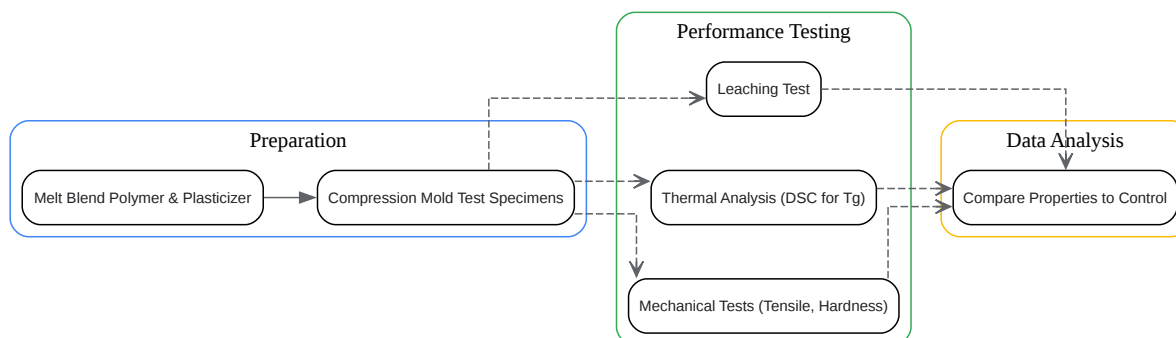 Performance Testing
Leaching Test
Preparation
Data Analysis
Melt Blend Polymer & Plasticizer
Compression Mold Test Specimens
Thermal Analysis (DSC for Tg)
Compare Properties to Control
Mechanical Tests (Tensile, Hardness)